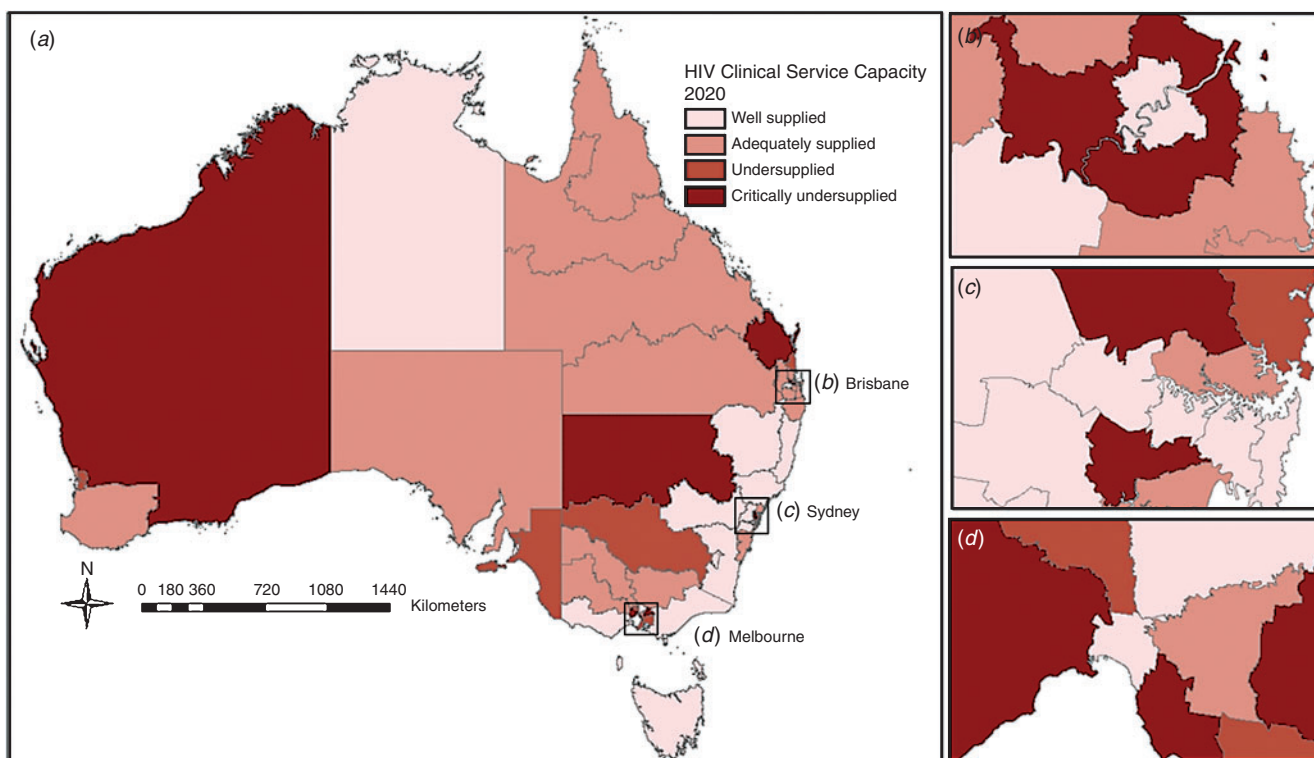 (a)
HIV Clinical Service Capacity
2020
Well supplied
Adequately supplied
Undersupplied
Critically undersupplied
(b) Brisbane
(c) Sydney
(d) Melbourne
N
0 180 360 720 1080 1440
Kilometers
(b)
(c)
(d)